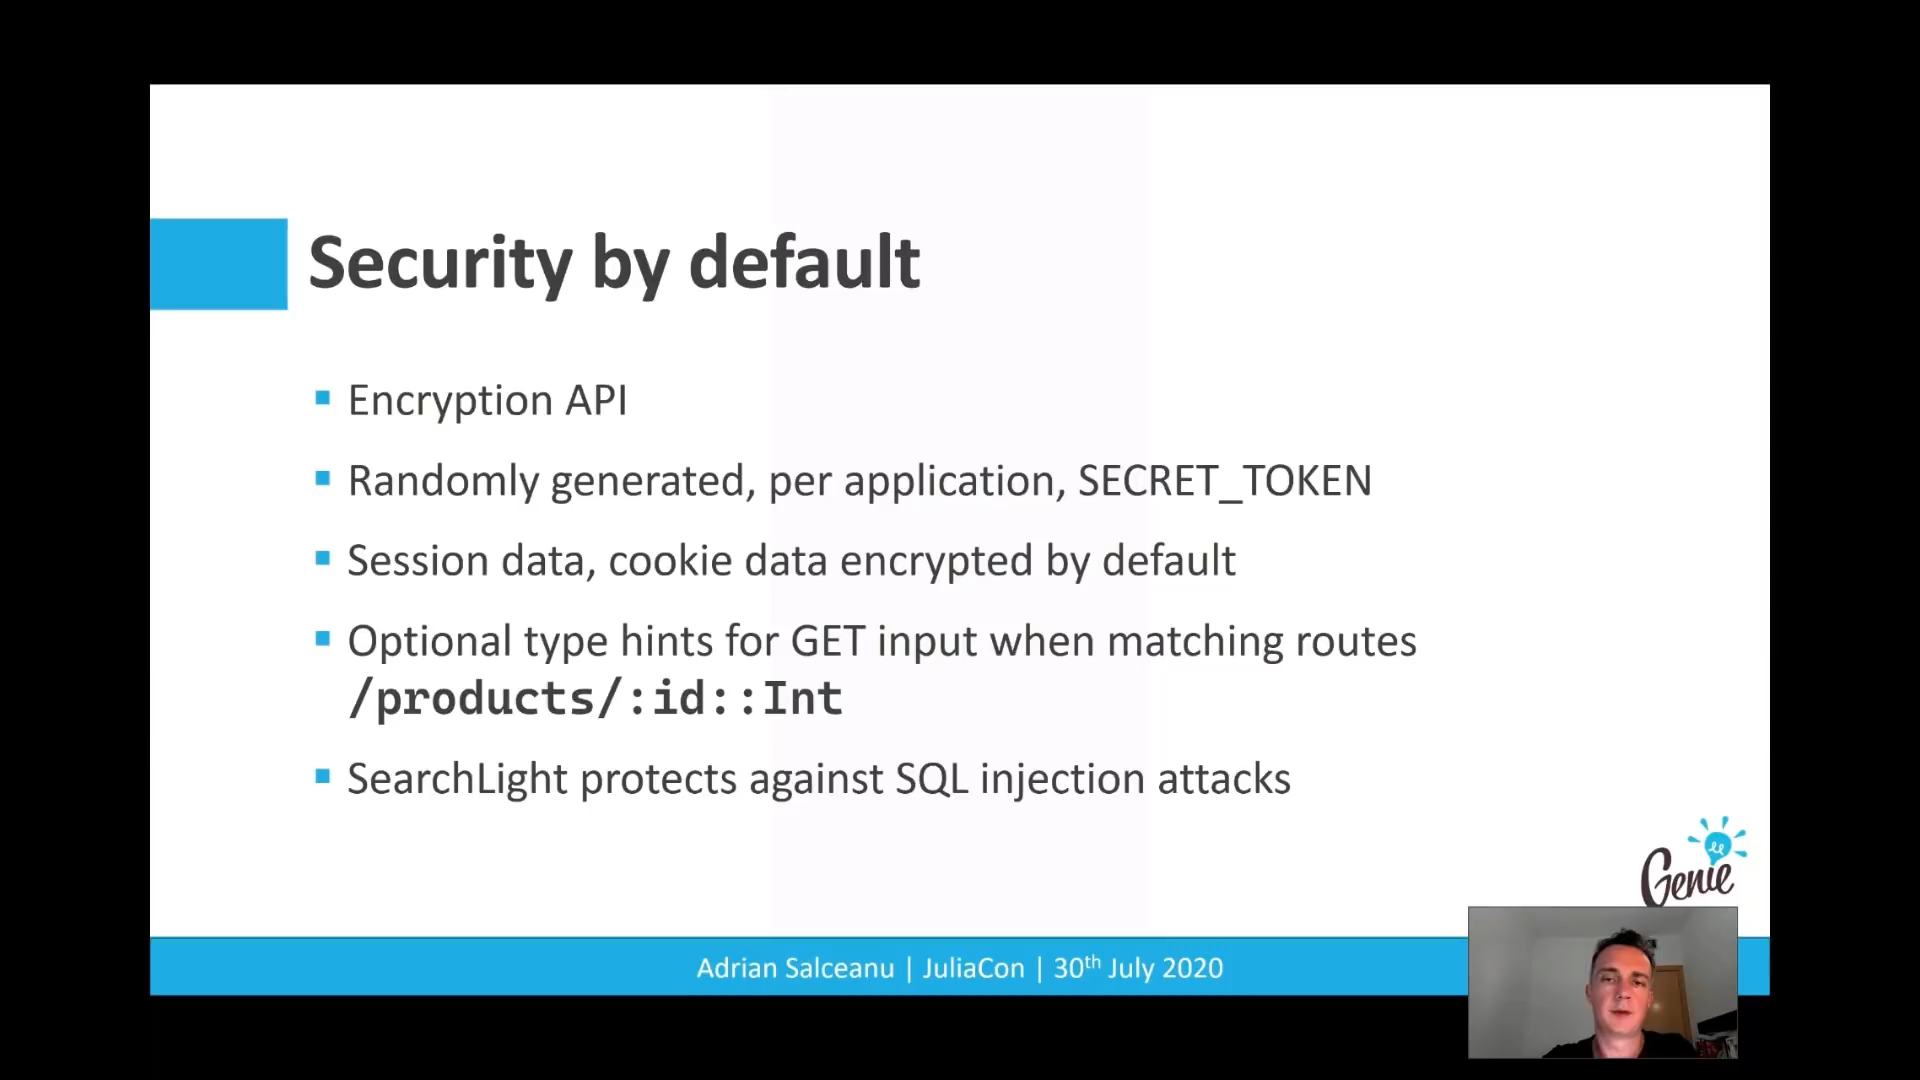 Security by default
Encryption API
Randomly generated, per application, SECRET_TOKEN
Session data, cookie data encrypted by default
Optional type hints for GET input when matching routes
/products/:id::Int
SearchLight protects against SQL injection attacks
Genie
Adrian Salceanu | JuliaCon | 30th July 2020